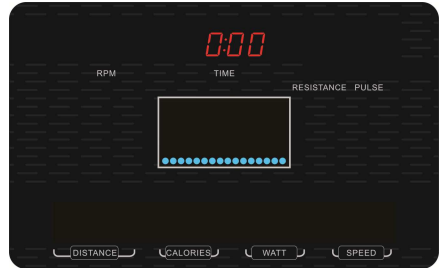 0:00
RPM TIME
RESISTANCE PULSE
DISTANCE CALORIES WATT SPEED